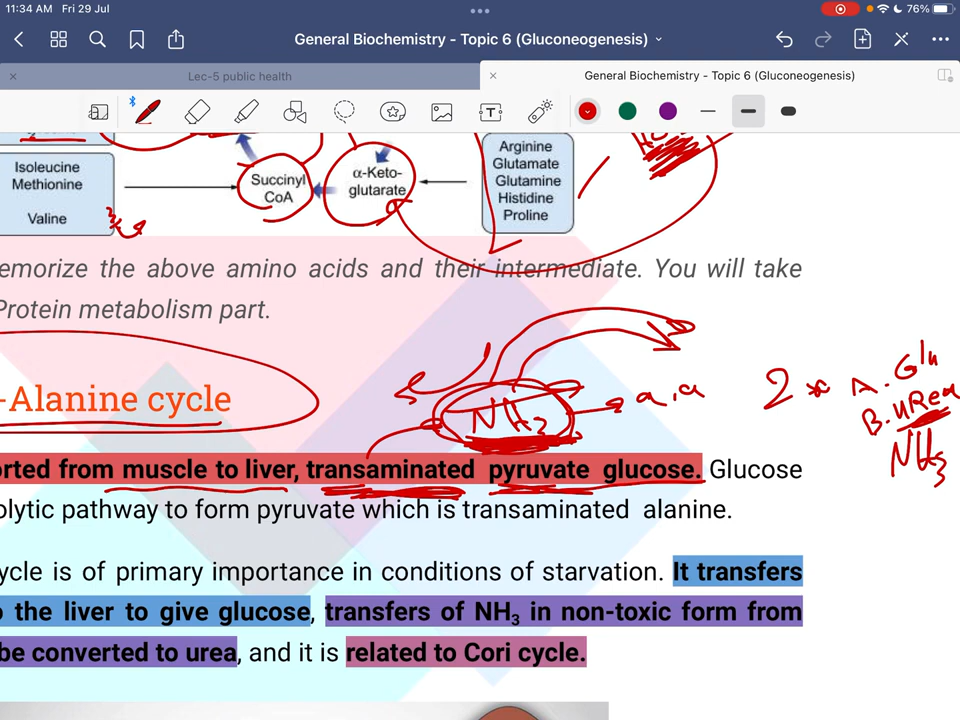 11:34 AM Fri 29 Jul
76%
General Biochemistry - Topic 6 (Gluconeogenesis)
Lec-5 public health
General Biochemistry - Topic 6 (Gluconeogenesis)
Isoleucine
Methionine
Valine
Succinyl
CoA
α-Keto-
glutarate
Arginine
Glutamate
Glutamine
Histidine
Proline
emorize the above amino acids and their intermediate. You will take
Protein metabolism part.
-Alanine cycle
NH3
a.a
2 *
A. Gln
B. uRea
NH3
orted from muscle to liver, transaminated pyruvate glucose. Glucose
olytic pathway to form pyruvate which is transaminated alanine.
ycle is of primary importance in conditions of starvation. It transfers
o the liver to give glucose, transfers of NH3 in non-toxic form from
be converted to urea, and it is related to Cori cycle.